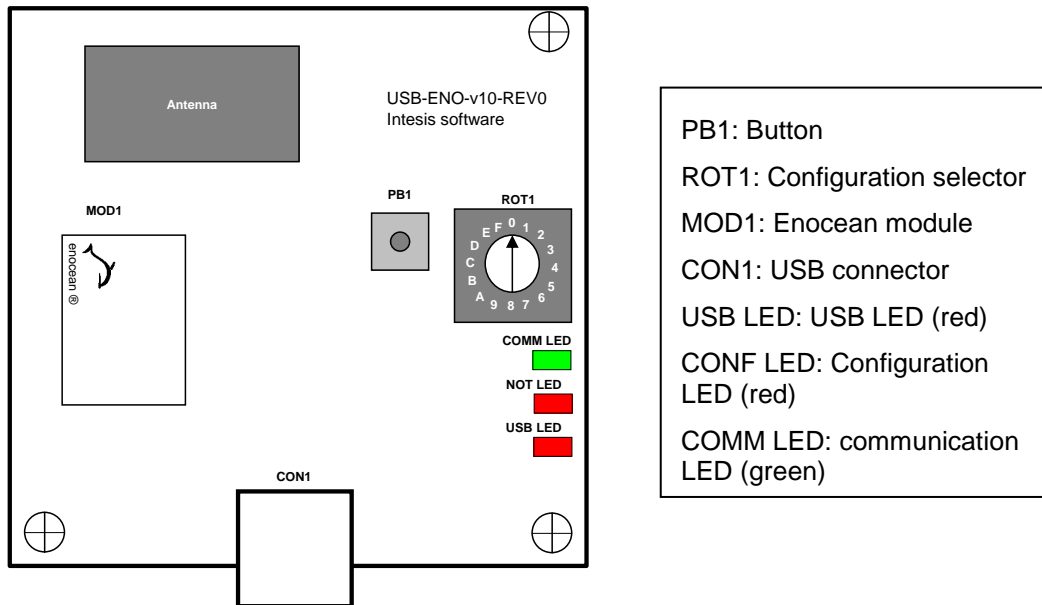 Antenna
USB-ENO-v10-REV0
Intesis software
MOD1
enocean ®
PB1
ROT1
0
1
2
3
4
5
6
7
8
9
A
B
C
D
E
F
COMM LED
NOT LED
USB LED
CON1
PB1: Button
ROT1: Configuration selector
MOD1: Enocean module
CON1: USB connector
USB LED: USB LED (red)
CONF LED: Configuration
LED (red)
COMM LED: communication
LED (green)